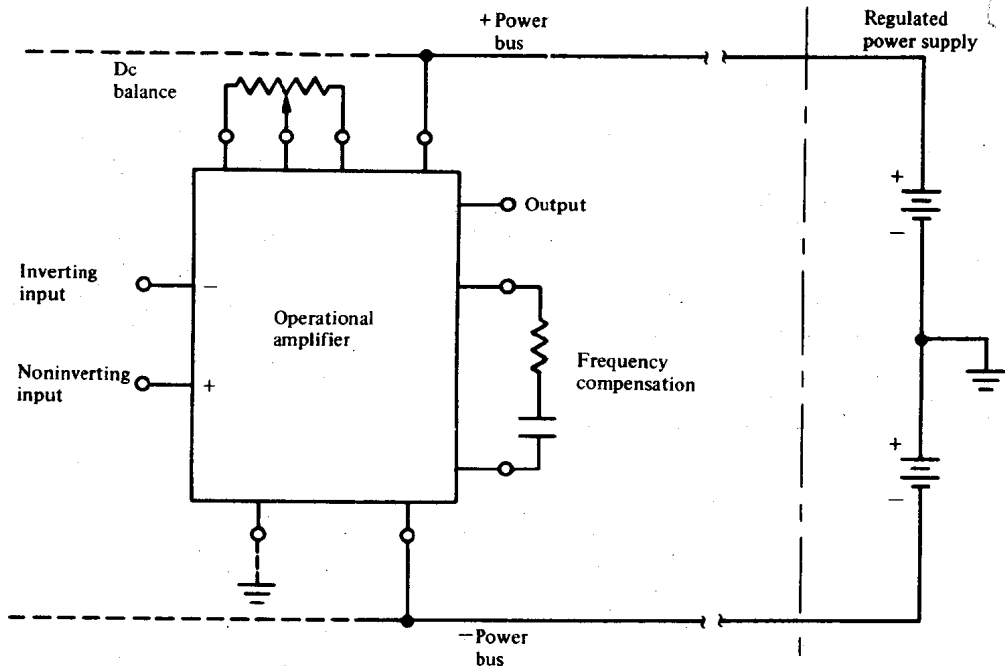 + Power
bus
Regulated
power supply
Dc
balance
+
−
Output
Inverting
input
−
Operational
amplifier
Frequency
compensation
Noninverting
input
+
+
−
− Power
bus